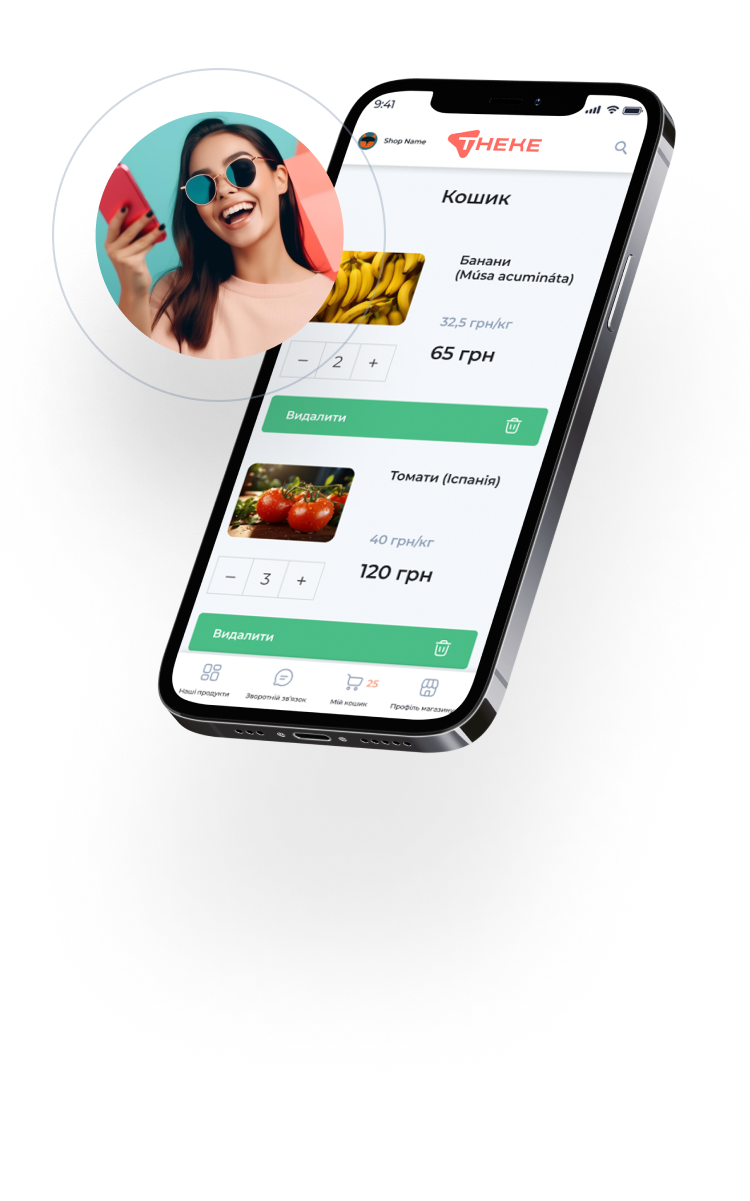 9:41
Shop Name
THEKE
Кошик
Банани
(Músa acumináta)
32,5 грн/кг
65 грн
− 2 +
Видалити
Томати (Іспанія)
40 грн/кг
120 грн
− 3 +
Видалити
Наші продукти
Зворотній зв'язок
Мій кошик
25
Профіль магазину